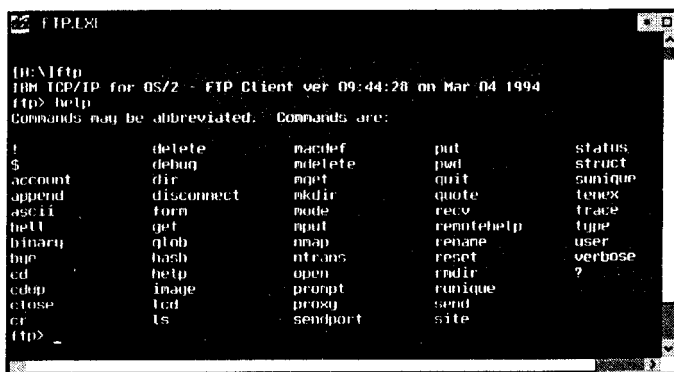 FTP.EXE
[H:\]ftp
IBM TCP/IP for OS/2 - FTP Client ver 09:44:28 on Mar 04 1994
ftp> help
Commands may be abbreviated. Commands are:
! delete macdef put status
$ debug mdelete pwd struct
account dir mget quit sunique
append disconnect mkdir quote tenex
ascii form mode recv trace
bell get mput remotehelp type
binary glob nmap rename user
bye hash ntrans reset verbose
cd help open rmdir ?
cdup image prompt runique
close lcd proxy send
cr ls sendport site
ftp> _